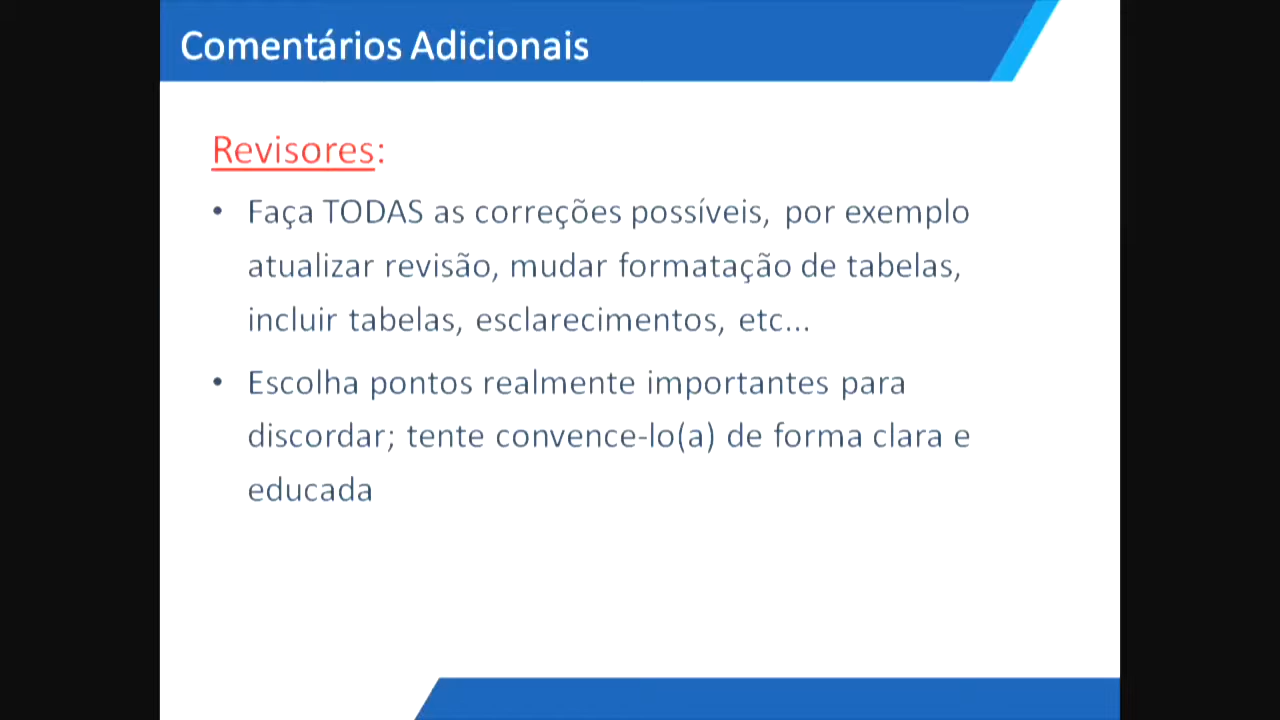 Comentários Adicionais
Revisores:
• Faça TODAS as correções possíveis, por exemplo
atualizar revisão, mudar formatação de tabelas,
incluir tabelas, esclarecimentos, etc...
• Escolha pontos realmente importantes para
discordar; tente convence-lo(a) de forma clara e
educada